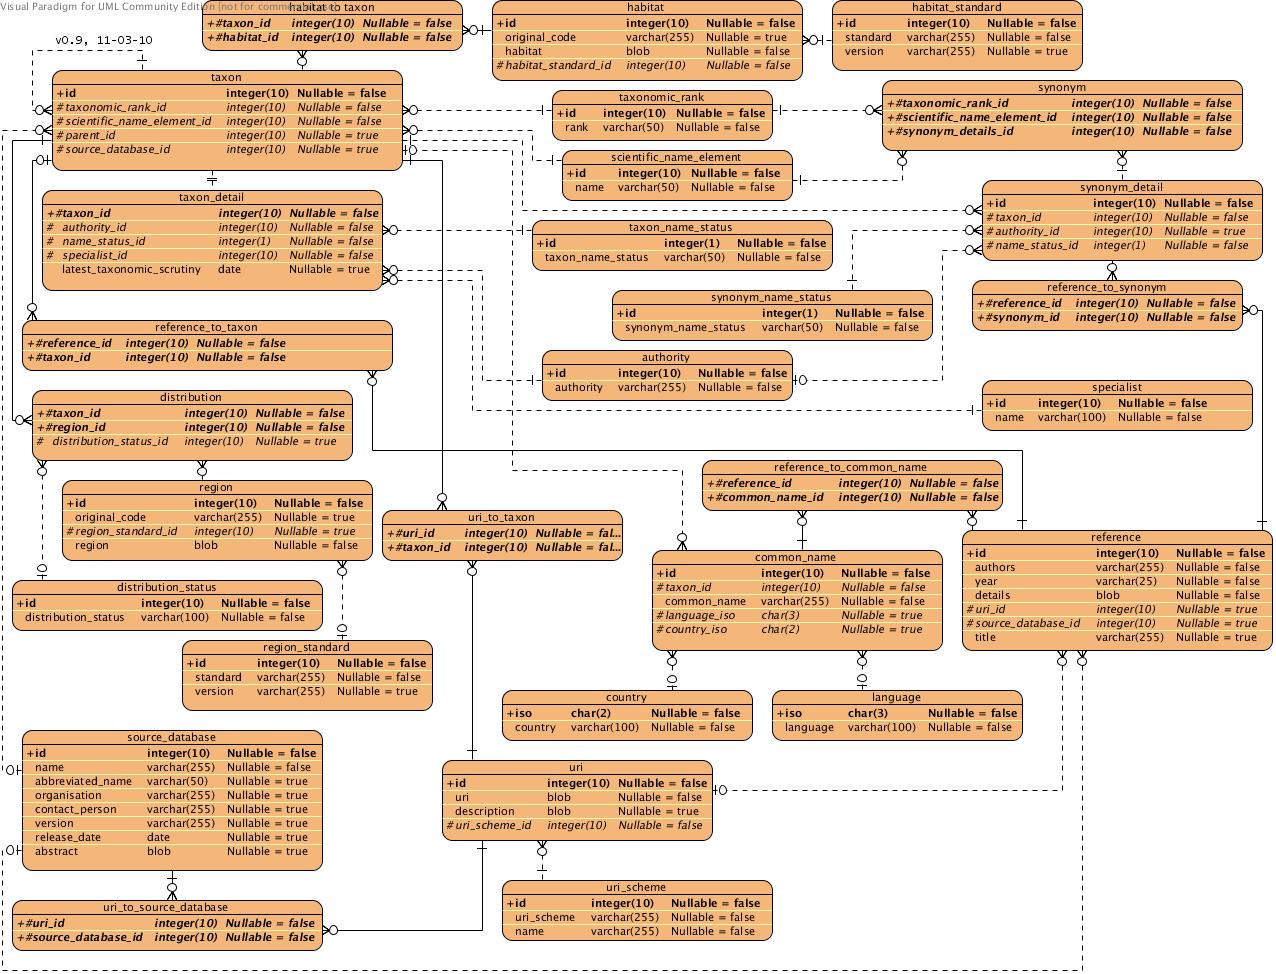 Visual Paradigm for UML Community Edition [not for commercial use]
habitat_to_taxon
+#taxon_id integer(10) Nullable = false
+#habitat_id integer(10) Nullable = false
habitat
+id integer(10) Nullable = false
original_code varchar(255) Nullable = true
habitat blob Nullable = false
#habitat_standard_id integer(10) Nullable = false
habitat_standard
+id integer(10) Nullable = false
standard varchar(255) Nullable = false
version varchar(255) Nullable = true
v0.9, 11-03-10
taxon
+id integer(10) Nullable = false
#taxonomic_rank_id integer(10) Nullable = false
#scientific_name_element_id integer(10) Nullable = false
#parent_id integer(10) Nullable = true
#source_database_id integer(10) Nullable = true
taxonomic_rank
+id integer(10) Nullable = false
rank varchar(50) Nullable = false
synonym
+#taxonomic_rank_id integer(10) Nullable = false
+#scientific_name_element_id integer(10) Nullable = false
+#synonym_details_id integer(10) Nullable = false
scientific_name_element
+id integer(10) Nullable = false
name varchar(50) Nullable = false
taxon_detail
+#taxon_id integer(10) Nullable = false
# authority_id integer(10) Nullable = false
# name_status_id integer(1) Nullable = false
# specialist_id integer(10) Nullable = false
latest_taxonomic_scrutiny date Nullable = true
synonym_detail
+id integer(10) Nullable = false
#taxon_id integer(10) Nullable = false
#authority_id integer(10) Nullable = true
#name_status_id integer(1) Nullable = false
taxon_name_status
+id integer(1) Nullable = false
taxon_name_status varchar(50) Nullable = false
synonym_name_status
+id integer(1) Nullable = false
synonym_name_status varchar(50) Nullable = false
reference_to_synonym
+#reference_id integer(10) Nullable = false
+#synonym_id integer(10) Nullable = false
reference_to_taxon
+#reference_id integer(10) Nullable = false
+#taxon_id integer(10) Nullable = false
authority
+id integer(10) Nullable = false
authority varchar(255) Nullable = false
specialist
+id integer(10) Nullable = false
name varchar(100) Nullable = false
distribution
+#taxon_id integer(10) Nullable = false
+#region_id integer(10) Nullable = false
# distribution_status_id integer(10) Nullable = true
reference_to_common_name
+#reference_id integer(10) Nullable = false
+#common_name_id integer(10) Nullable = false
region
+id integer(10) Nullable = false
original_code varchar(255) Nullable = true
#region_standard_id integer(10) Nullable = true
region blob Nullable = false
uri_to_taxon
+#uri_id integer(10) Nullable = fal...
+#taxon_id integer(10) Nullable = fal...
common_name
+id integer(10) Nullable = false
#taxon_id integer(10) Nullable = false
common_name varchar(255) Nullable = false
#language_iso char(3) Nullable = true
#country_iso char(2) Nullable = true
reference
+id integer(10) Nullable = false
authors varchar(255) Nullable = true
year varchar(25) Nullable = true
details blob Nullable = false
#uri_id integer(10) Nullable = true
#source_database_id integer(10) Nullable = true
title varchar(255) Nullable = true
distribution_status
+id integer(10) Nullable = false
distribution_status varchar(100) Nullable = false
region_standard
+id integer(10) Nullable = false
standard varchar(255) Nullable = false
version varchar(255) Nullable = true
country
+iso char(2) Nullable = false
country varchar(100) Nullable = false
language
+iso char(3) Nullable = false
language varchar(100) Nullable = false
source_database
+id integer(10) Nullable = false
name varchar(255) Nullable = false
abbreviated_name varchar(50) Nullable = true
organisation varchar(255) Nullable = true
contact_person varchar(255) Nullable = true
version varchar(255) Nullable = true
release_date date Nullable = true
abstract blob Nullable = true
uri
+id integer(10) Nullable = false
uri blob Nullable = false
description blob Nullable = true
#uri_scheme_id integer(10) Nullable = false
uri_scheme
+id integer(10) Nullable = false
uri_scheme varchar(255) Nullable = false
name varchar(255) Nullable = false
uri_to_source_database
+#uri_id integer(10) Nullable = false
+#source_database_id integer(10) Nullable = false